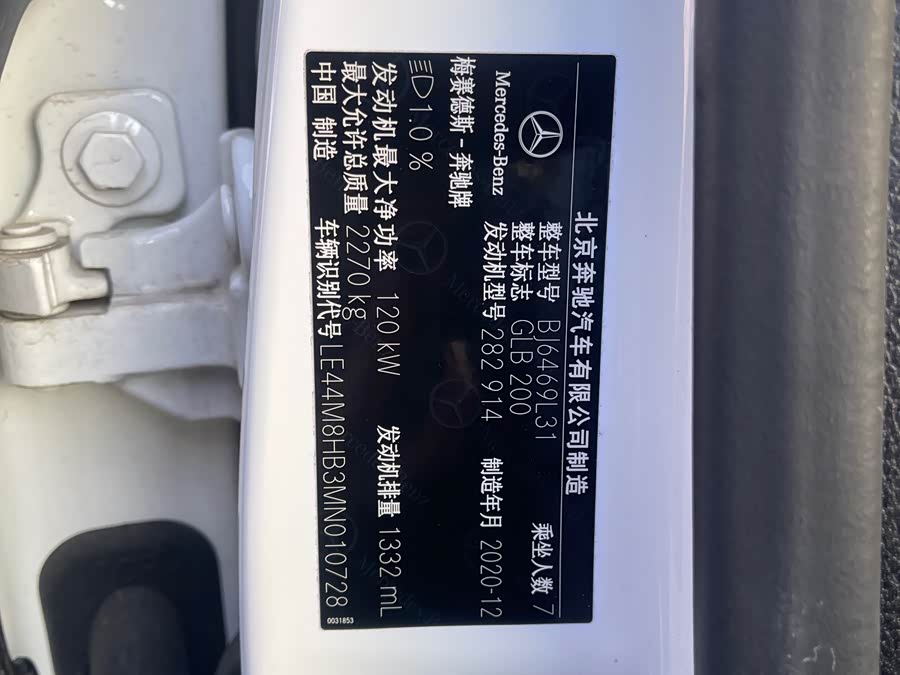 北京奔驰汽车有限公司制造
Mercedes-Benz
梅赛德斯-奔驰牌
整车型号 BJ6469L31 乘坐人数 7
整车标志 GLB 200
发动机型号 282 914 制造年月 2020-12
1.0 %
发动机最大净功率 120 kW 发动机排量 1332 mL
最大允许总质量 2270 kg
中国 制造 车辆识别代号 LE44M8HB3MN010728
0031853